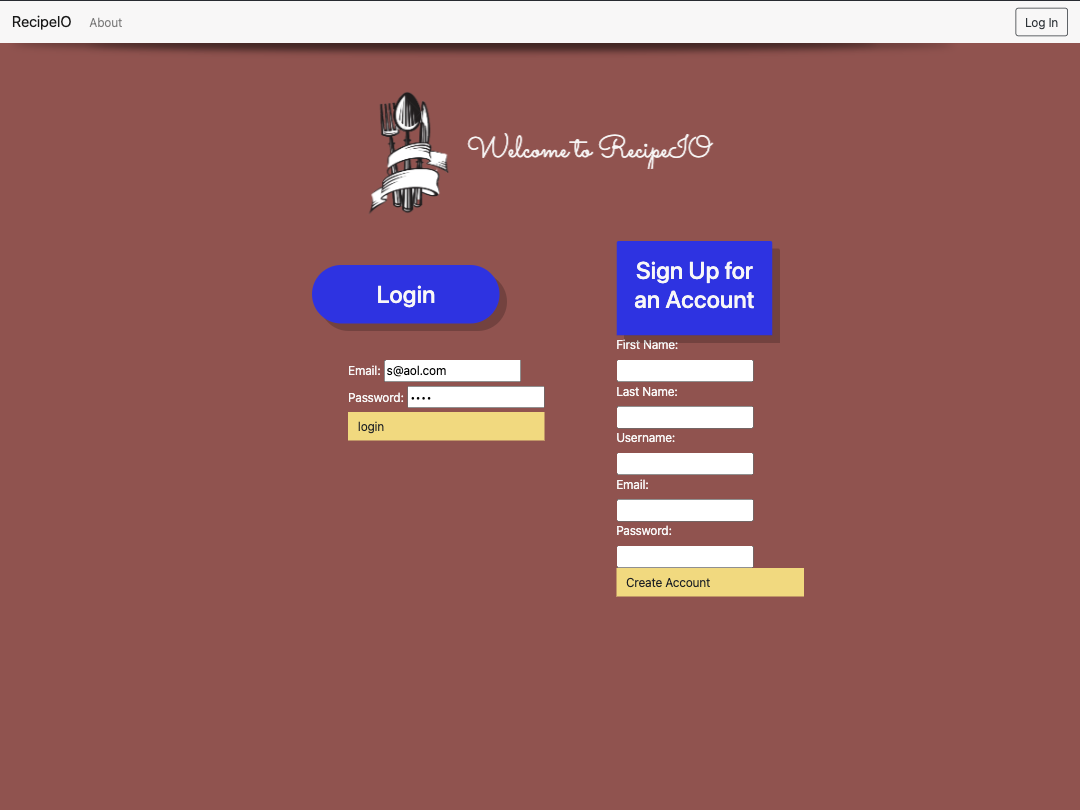 RecipeIO About Log In
Welcome to RecipeIO
Login
Email: s@aol.com
Password: ••••
login
Sign Up for
an Account
First Name:
Last Name:
Username:
Email:
Password:
Create Account